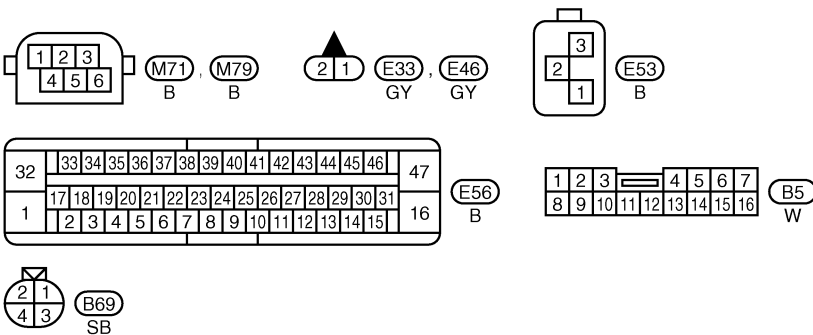 1 2 3
4 5 6
M71 , M79
B B
2 1
E33 , E46
GY GY
3
2
1
E53
B
32 33 34 35 36 37 38 39 40 41 42 43 44 45 46 47
17 18 19 20 21 22 23 24 25 26 27 28 29 30 31
1 2 3 4 5 6 7 8 9 10 11 12 13 14 15 16
E56
B
1 2 3 4 5 6 7
8 9 10 11 12 13 14 15 16
B5
W
2 1
4 3
B69
SB